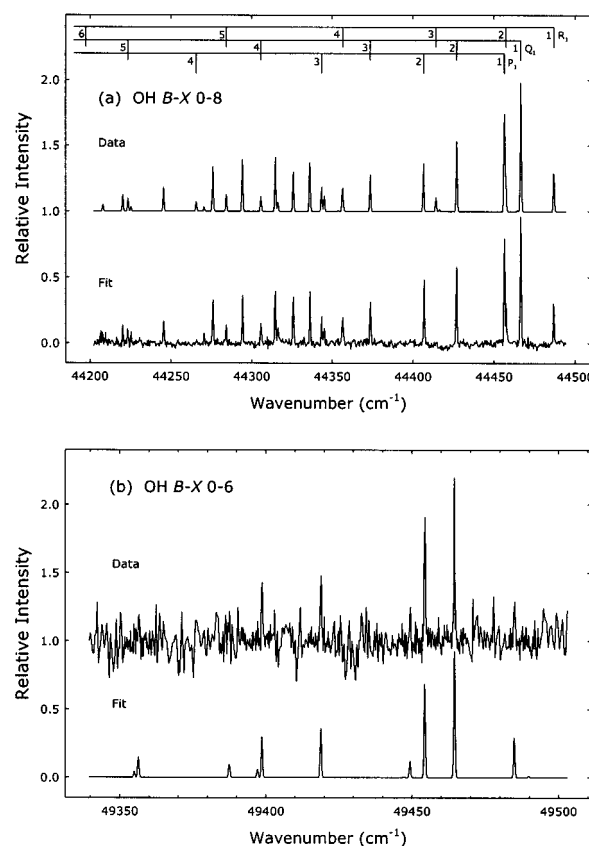 6 5 4 3 2 1 R₁
5 4 3 2 1 Q₁
4 3 2 1 P₁
(a) OH B-X 0-8
Data
Fit
Relative Intensity
2.0
1.5
1.0
0.5
0.0
44200 44250 44300 44350 44400 44450 44500
Wavenumber (cm⁻¹)
(b) OH B-X 0-6
Data
Fit
Relative Intensity
2.0
1.5
1.0
0.5
0.0
49350 49400 49450 49500
Wavenumber (cm⁻¹)